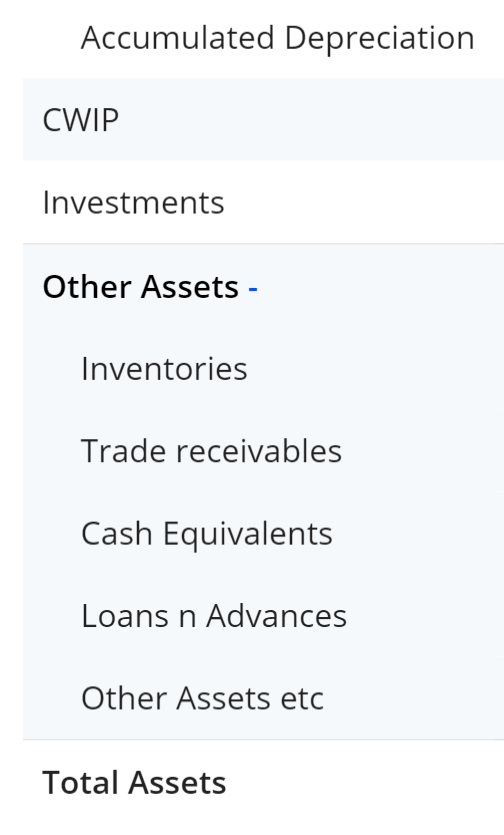 Accumulated Depreciation
CWIP
Investments
Other Assets -
Inventories
Trade receivables
Cash Equivalents
Loans n Advances
Other Assets etc
Total Assets